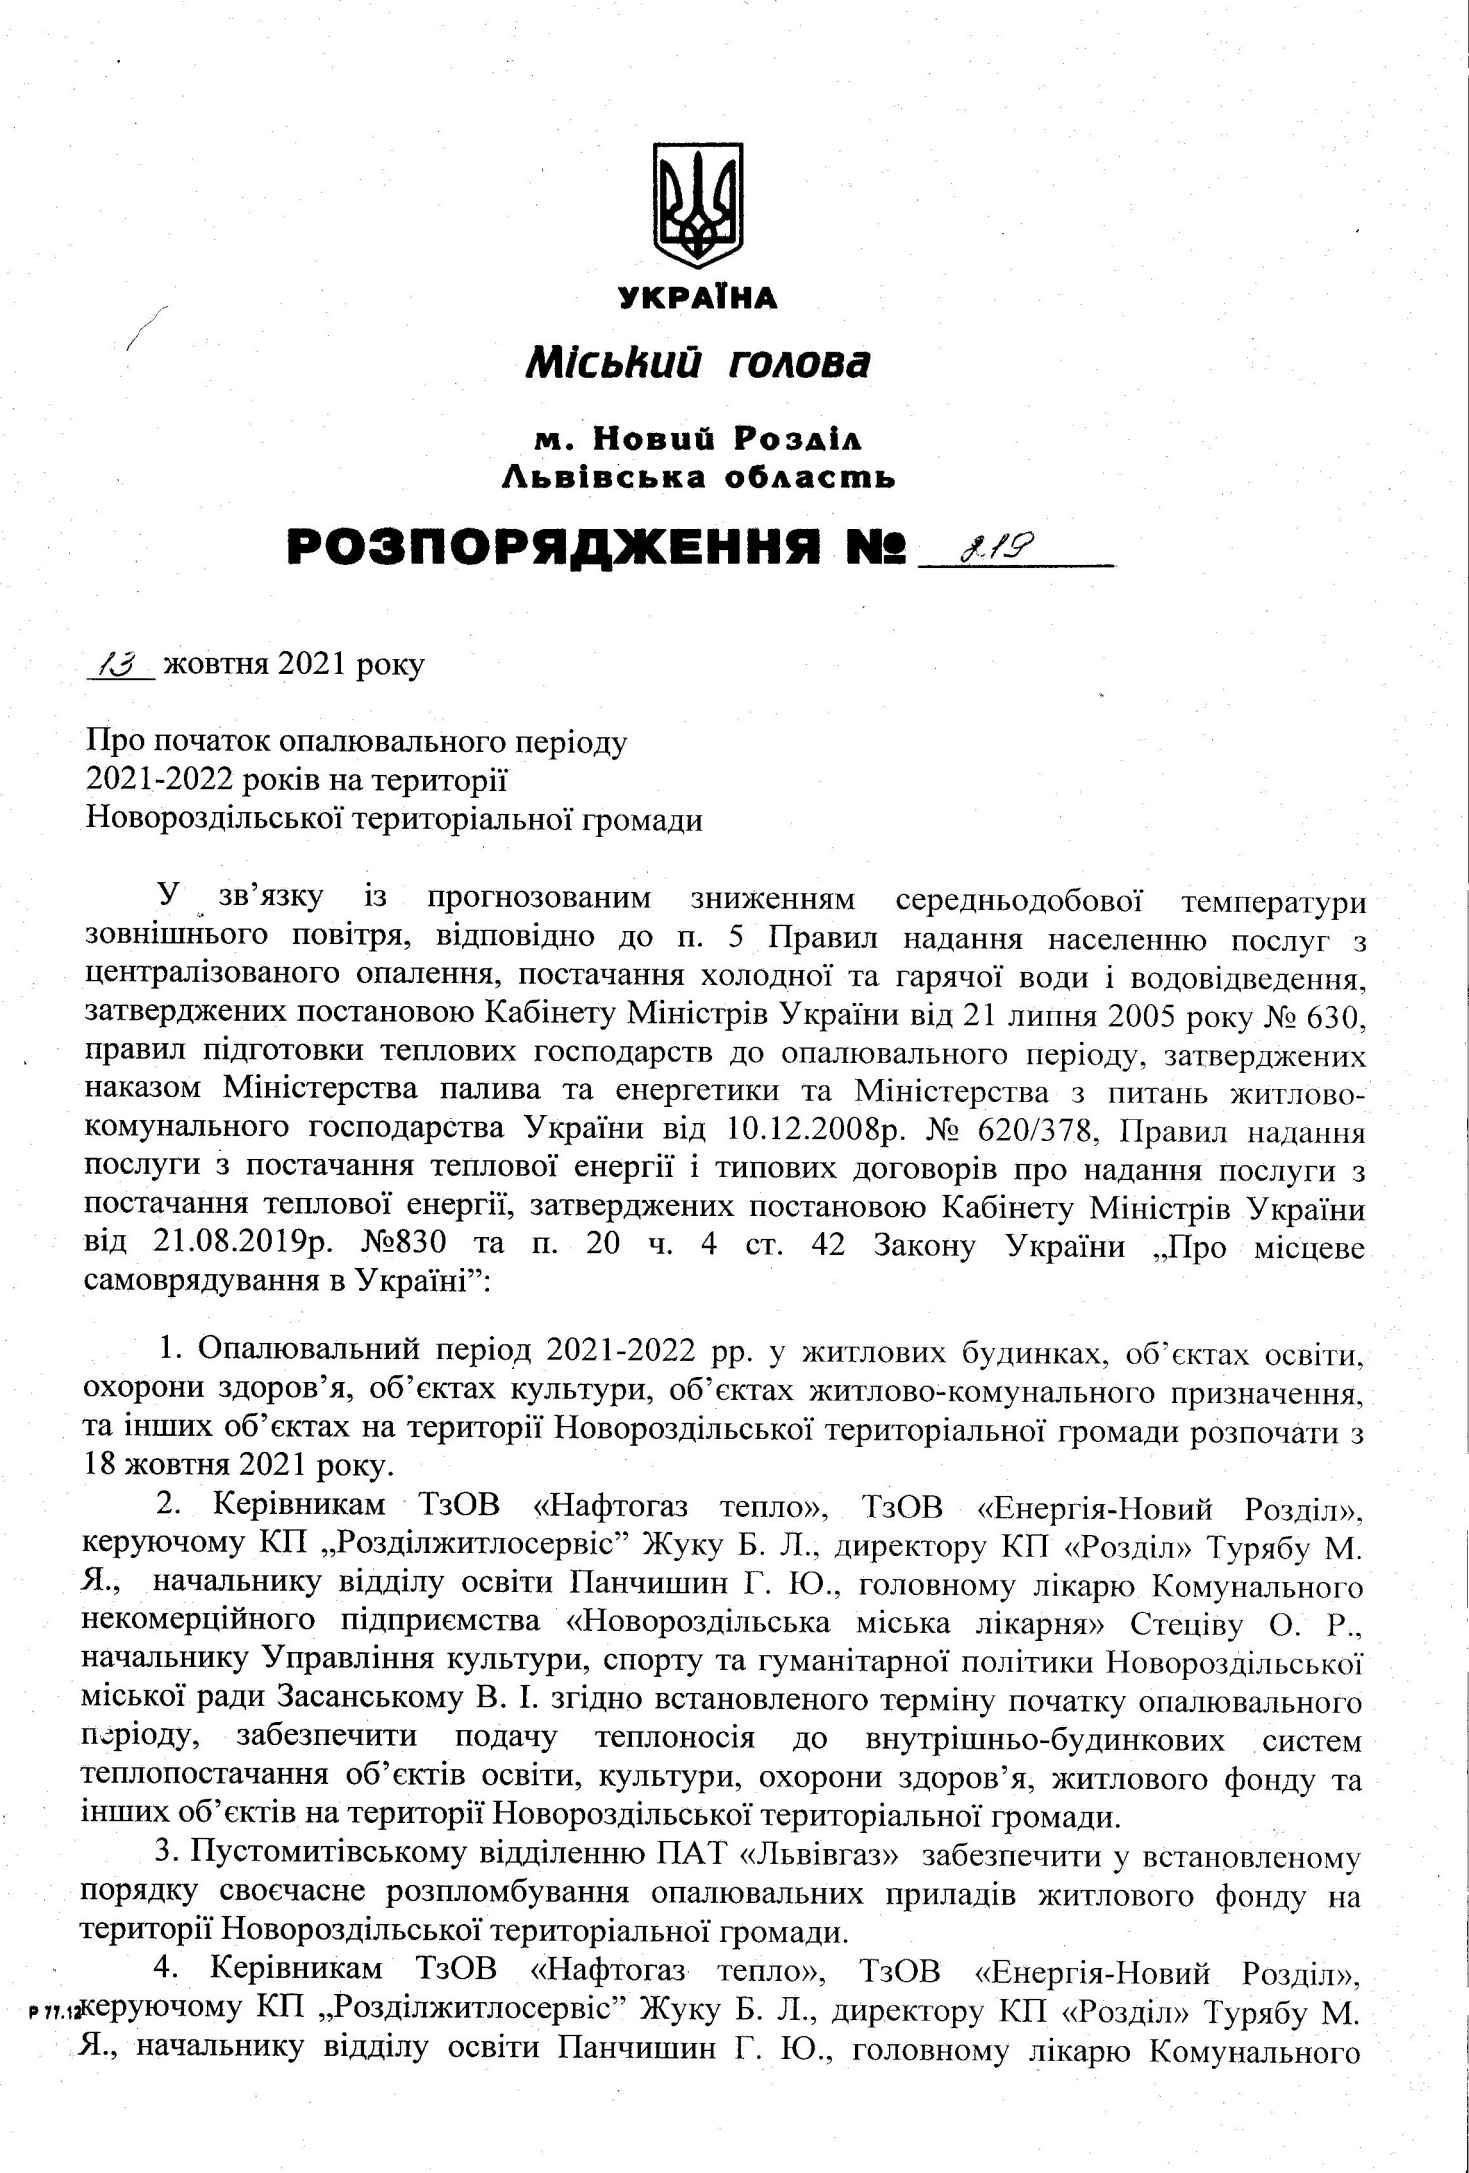 УКРАЇНА
Міський голова
м. Новий Розділ
Львівська область
РОЗПОРЯДЖЕННЯ № 219
13 жовтня 2021 року
Про початок опалювального періоду
2021-2022 років на території
Новороздільської територіальної громади
У зв’язку із прогнозованим зниженням середньодобової температури
зовнішнього повітря, відповідно до п. 5 Правил надання населенню послуг з
централізованого опалення, постачання холодної та гарячої води і водовідведення,
затверджених постановою Кабінету Міністрів України від 21 липня 2005 року № 630,
правил підготовки теплових господарств до опалювального періоду, затверджених
наказом Міністерства палива та енергетики та Міністерства з питань житлово-
комунального господарства України від 10.12.2008р. № 620/378, Правил надання
послуги з постачання теплової енергії і типових договорів про надання послуги з
постачання теплової енергії, затверджених постановою Кабінету Міністрів України
від 21.08.2019р. №830 та п. 20 ч. 4 ст. 42 Закону України „Про місцеве
самоврядування в Україні”:
1. Опалювальний період 2021-2022 рр. у житлових будинках, об’єктах освіти,
охорони здоров’я, об’єктах культури, об’єктах житлово-комунального призначення,
та інших об’єктах на території Новороздільської територіальної громади розпочати з
18 жовтня 2021 року.
2. Керівникам ТзОВ «Нафтогаз тепло», ТзОВ «Енергія-Новий Розділ»,
керуючому КП „Розділжитлосервіс” Жуку Б. Л., директору КП «Розділ» Турябу М.
Я., начальнику відділу освіти Панчишин Г. Ю., головному лікарю Комунального
некомерційного підприємства «Новороздільська міська лікарня» Стеціву О. Р.,
начальнику Управління культури, спорту та гуманітарної політики Новороздільської
міської ради Засанському В. І. згідно встановленого терміну початку опалювального
періоду, забезпечити подачу теплоносія до внутрішньо-будинкових систем
теплопостачання об’єктів освіти, культури, охорони здоров’я, житлового фонду та
інших об’єктів на території Новороздільської територіальної громади.
3. Пустомитівському відділенню ПАТ «Львівгаз» забезпечити у встановленому
порядку своєчасне розпломбування опалювальних приладів житлового фонду на
території Новороздільської територіальної громади.
4. Керівникам ТзОВ «Нафтогаз тепло», ТзОВ «Енергія-Новий Розділ»,
керуючому КП „Розділжитлосервіс” Жуку Б. Л., директору КП «Розділ» Турябу М.
Я., начальнику відділу освіти Панчишин Г. Ю., головному лікарю Комунального